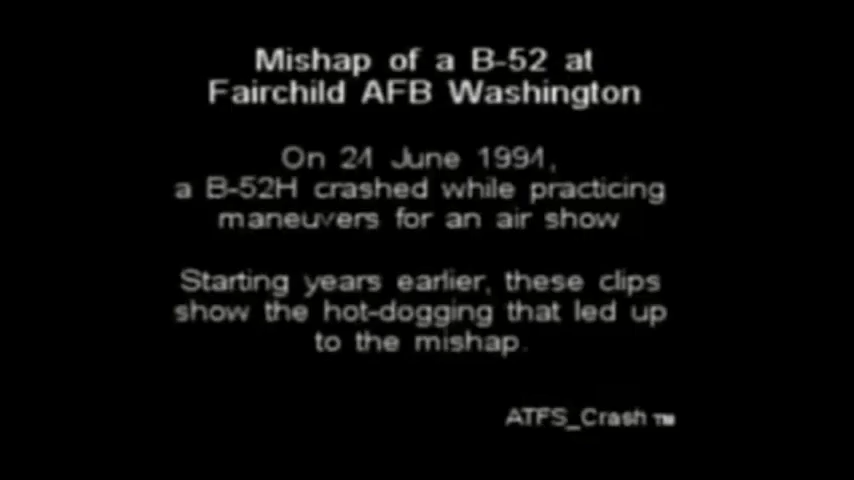 Mishap of a B-52 at
Fairchild AFB Washington
On 24 June 1994,
a B-52H crashed while practicing
maneuvers for an air show
Starting years earlier, these clips
show the hot-dogging that led up
to the mishap.
ATFS_Crash™